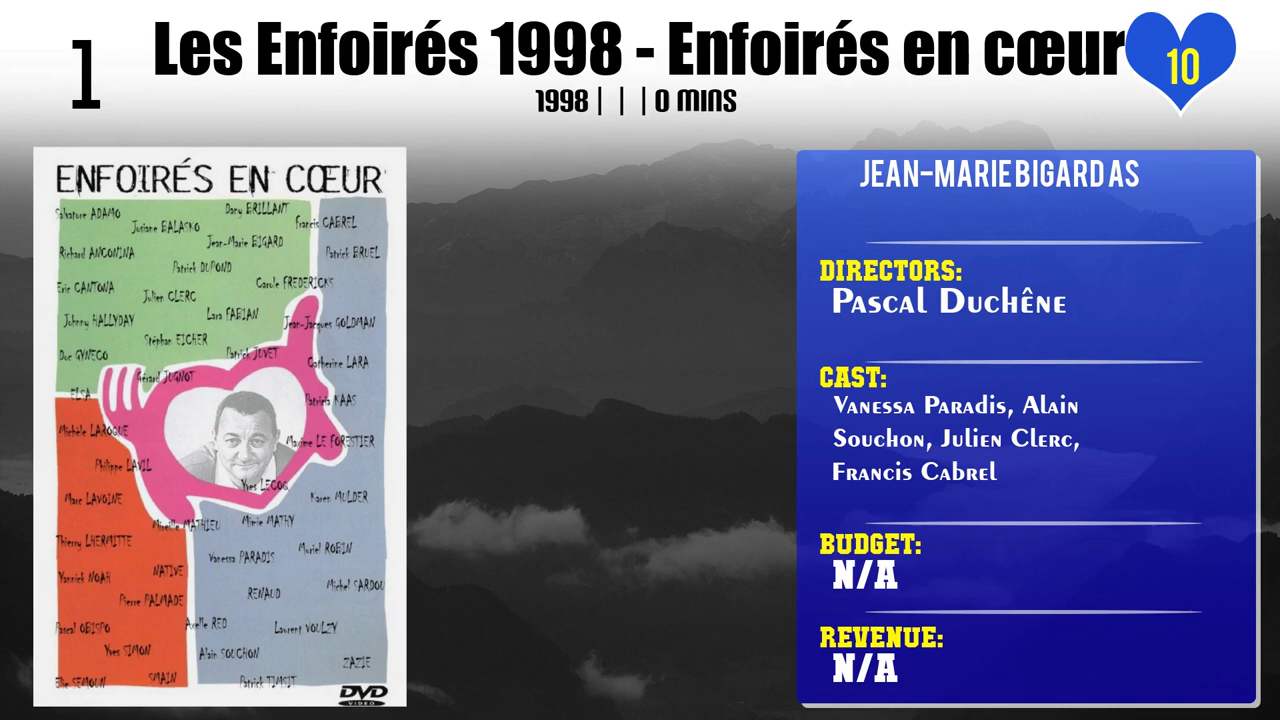 1
Les Enfoirés 1998 - Enfoirés en cœur
10
1998 | | | 0 MINS
ENFOIRÉS EN CŒUR
Salvatore ADAMO
Josiane BALASKO
Dany BRILLANT
Francis CABREL
Richard ANCONINA
Jean-Marie BIGARD
Patrick BRUEL
Patrick DUPOND
Eric CANTONA
Julien CLERC
Carole FREDERICKS
Johnny HALLYDAY
Lara FABIAN
Jean-Jacques GOLDMAN
Stéphan EICHER
Doc GYNECO
Patrick JUVET
Catherine LARA
Gérard JUGNOT
ELSA
Patricia KAAS
Michèle LAROQUE
Maxime LE FORESTIER
Philippe LAVIL
Yves LECOQ
Marc LAVOINE
Karen MULDER
Mireille MATHIEU
Mimie MATHY
Thierry LHERMITTE
Vanessa PARADIS
Muriel ROBIN
Yannick NOAH
NATIVE
Michel SARDOU
Pierre PALMADE
RENAUD
Pascal OBISPO
Axelle RED
Laurent VOULZY
Yves SIMON
Alain SOUCHON
ZAZIE
Elie SEMOUN
SMAIN
Patrick TIMSIT
DVD
VIDEO
JEAN-MARIE BIGARD AS
DIRECTORS:
Pascal Duchêne
CAST:
Vanessa Paradis, Alain
Souchon, Julien Clerc,
Francis Cabrel
BUDGET:
N/A
REVENUE:
N/A